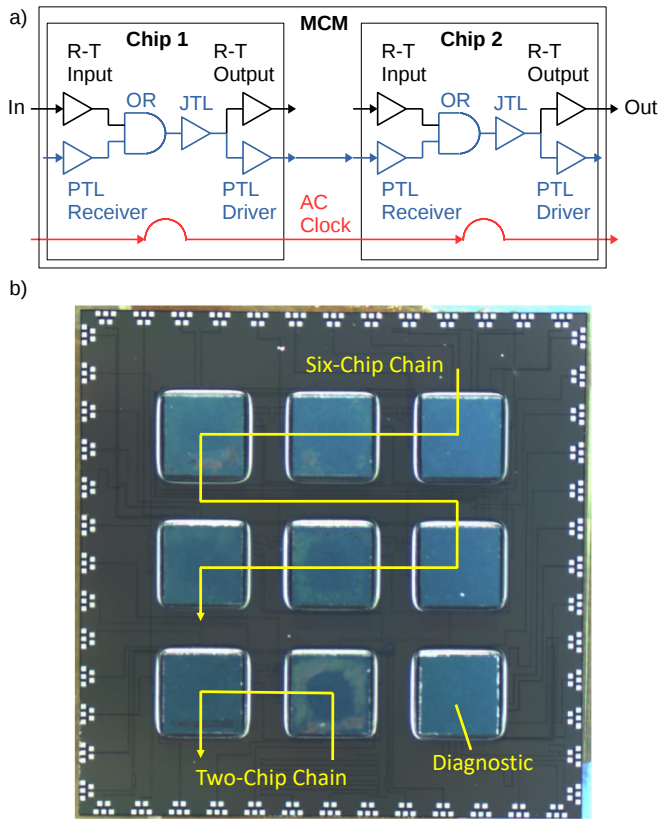 a)
MCM
Chip 1
Chip 2
R-T
Input
R-T
Output
R-T
Input
R-T
Output
OR
JTL
OR
JTL
In
Out
PTL
Receiver
PTL
Driver
PTL
Receiver
PTL
Driver
AC
Clock
b)
Six-Chip Chain
Two-Chip Chain
Diagnostic